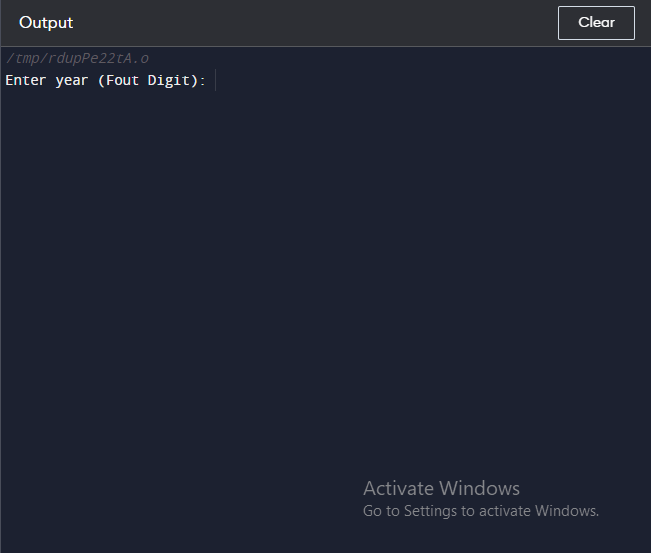 Output
Clear
/tmp/rdupPe22tA.o
Enter year (Fout Digit):
Activate Windows
Go to Settings to activate Windows.